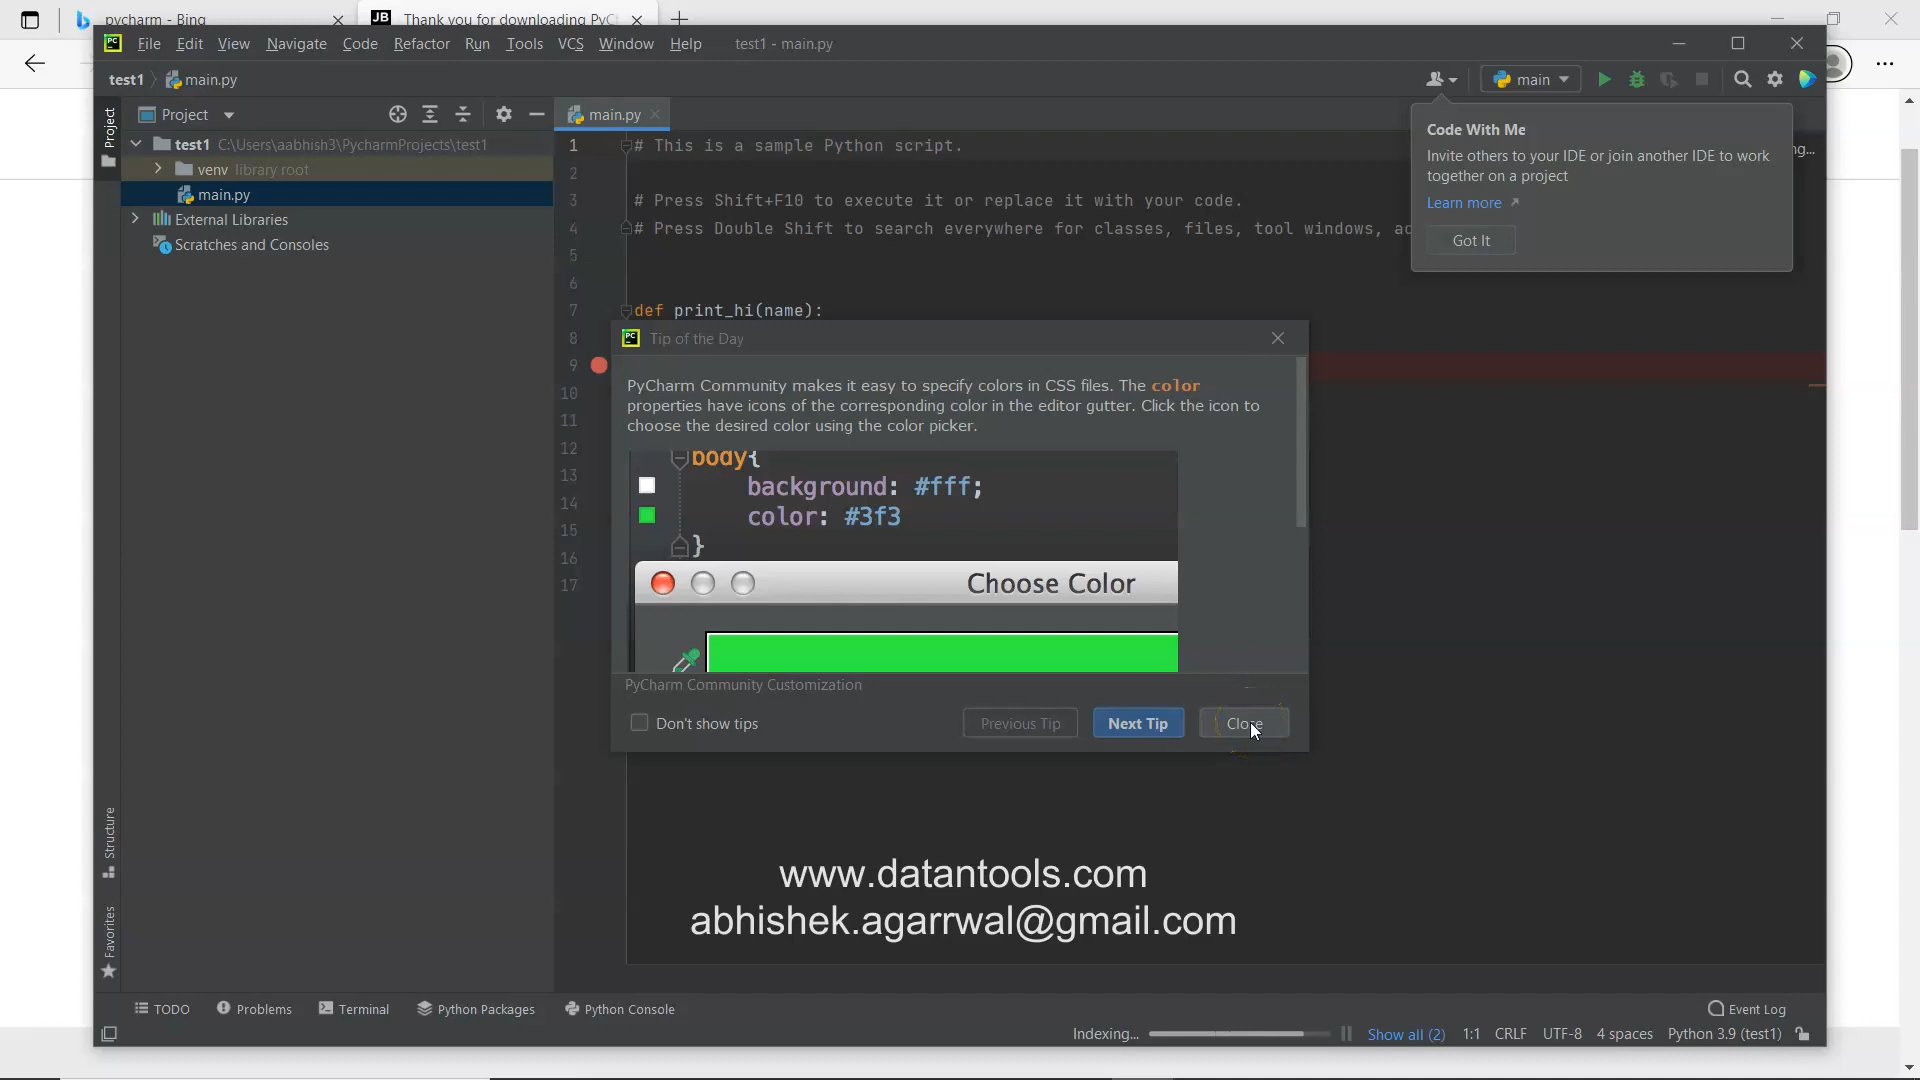 pycharm - Bing
JB Thank you for downloading PyC
PC File Edit View Navigate Code Refactor Run Tools VCS Window Help test1 - main.py
test1 main.py
main
Project
Project
main.py
test1 C:\Users\aabhish3\PycharmProjects\test1
venv library root
main.py
External Libraries
Scratches and Consoles
1 # This is a sample Python script.
2
3 # Press Shift+F10 to execute it or replace it with your code.
4 # Press Double Shift to search everywhere for classes, files, tool windows, ac
5
6
7 def print_hi(name):
8
9
10
11
12
13
14
15
16
17
Code With Me
Invite others to your IDE or join another IDE to work
together on a project
Learn more
Got It
ng...
PC Tip of the Day
PyCharm Community makes it easy to specify colors in CSS files. The color
properties have icons of the corresponding color in the editor gutter. Click the icon to
choose the desired color using the color picker.
body{
background: #fff;
color: #3f3
}
Choose Color
PyCharm Community Customization
Don't show tips
Previous Tip
Next Tip
Close
www.datantools.com
abhishek.agarrwal@gmail.com
Structure
Favorites
TODO Problems Terminal Python Packages Python Console Event Log
Indexing... Show all (2) 1:1 CRLF UTF-8 4 spaces Python 3.9 (test1)